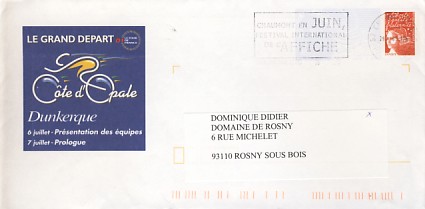 LE GRAND DEPART
Côte d'Opale
Dunkerque
6 juillet - Présentation des équipes
7 juillet - Prologue
CHAUMONT EN JUIN,
FESTIVAL INTERNATIONAL
AFFICHE
DOMINIQUE DIDIER
DOMAINE DE ROSNY
6 RUE MICHELET
93110 ROSNY SOUS BOIS